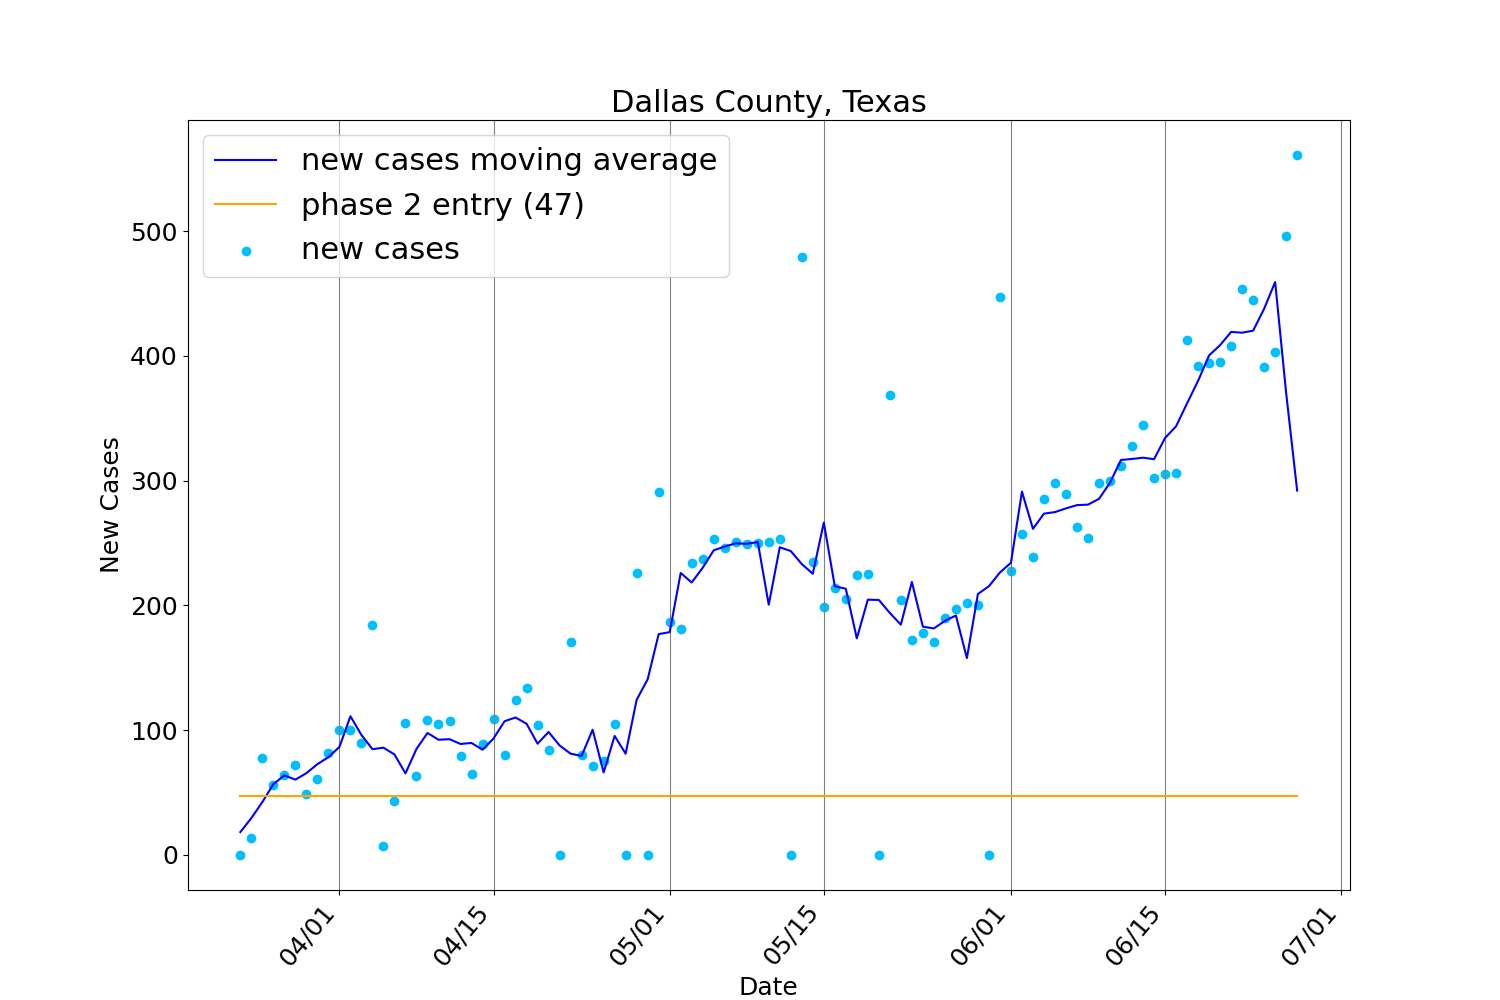 Dallas County, Texas
new cases moving average
phase 2 entry (47)
new cases
500
400
300
200
100
0
New Cases
04/01
04/15
05/01
05/15
06/01
06/15
07/01
Date